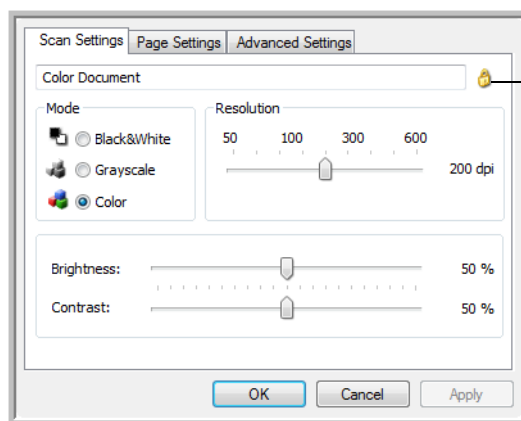 Scan Settings Page Settings Advanced Settings
Color Document
Mode
Black&White
Grayscale
Color
Resolution
50 100 300 600
200 dpi
Brightness: 50 %
Contrast: 50 %
OK Cancel Apply